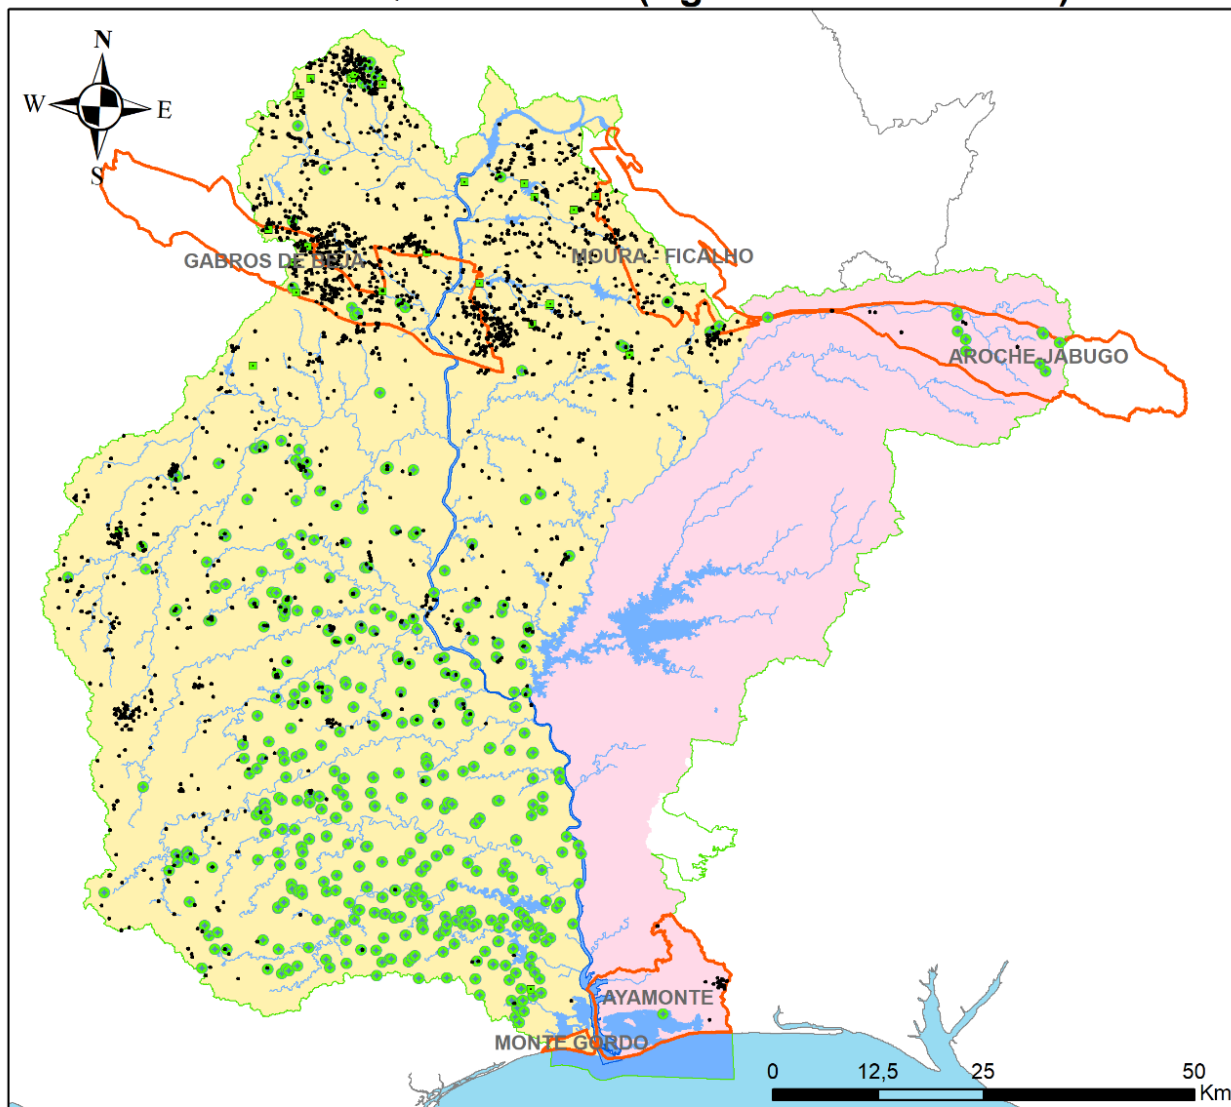 N
W E
S
GABROS DE BEJA
MOURA - FICALHO
AROCHE-JABUGO
AYAMONTE
MONTE GORDO
0 12,5 25 50
Km